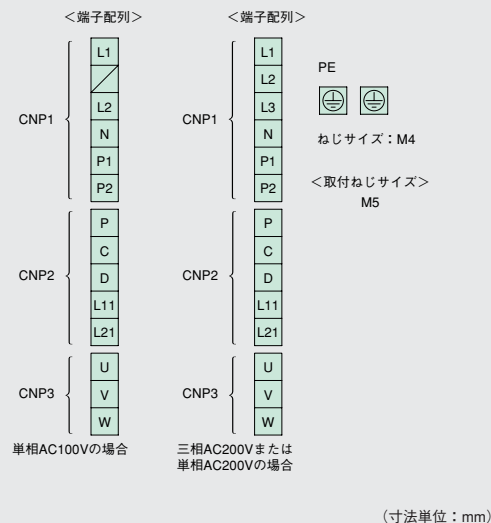 <端子配列>
L1
L2
N
P1
P2
CNP1
P
C
D
L11
L21
CNP2
U
V
W
CNP3
単相AC100Vの場合
<端子配列>
L1
L2
L3
N
P1
P2
CNP1
P
C
D
L11
L21
CNP2
U
V
W
CNP3
三相AC200Vまたは
単相AC200Vの場合
PE
ねじサイズ：M4
<取付ねじサイズ>
M5
(寸法単位：mm)